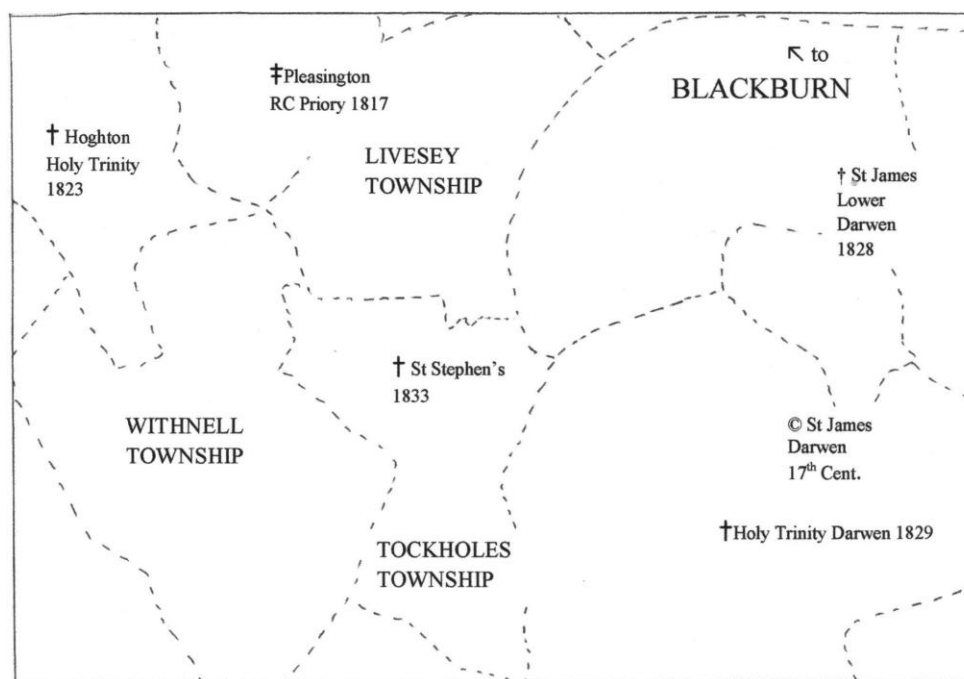 ↖ to
BLACKBURN
‡Pleasington
RC Priory 1817
† Hoghton
Holy Trinity
1823
LIVESEY
TOWNSHIP
† St James
Lower
Darwen
1828
† St Stephen's
1833
WITHNELL
TOWNSHIP
© St James
Darwen
17th Cent.
†Holy Trinity Darwen 1829
TOCKHOLES
TOWNSHIP